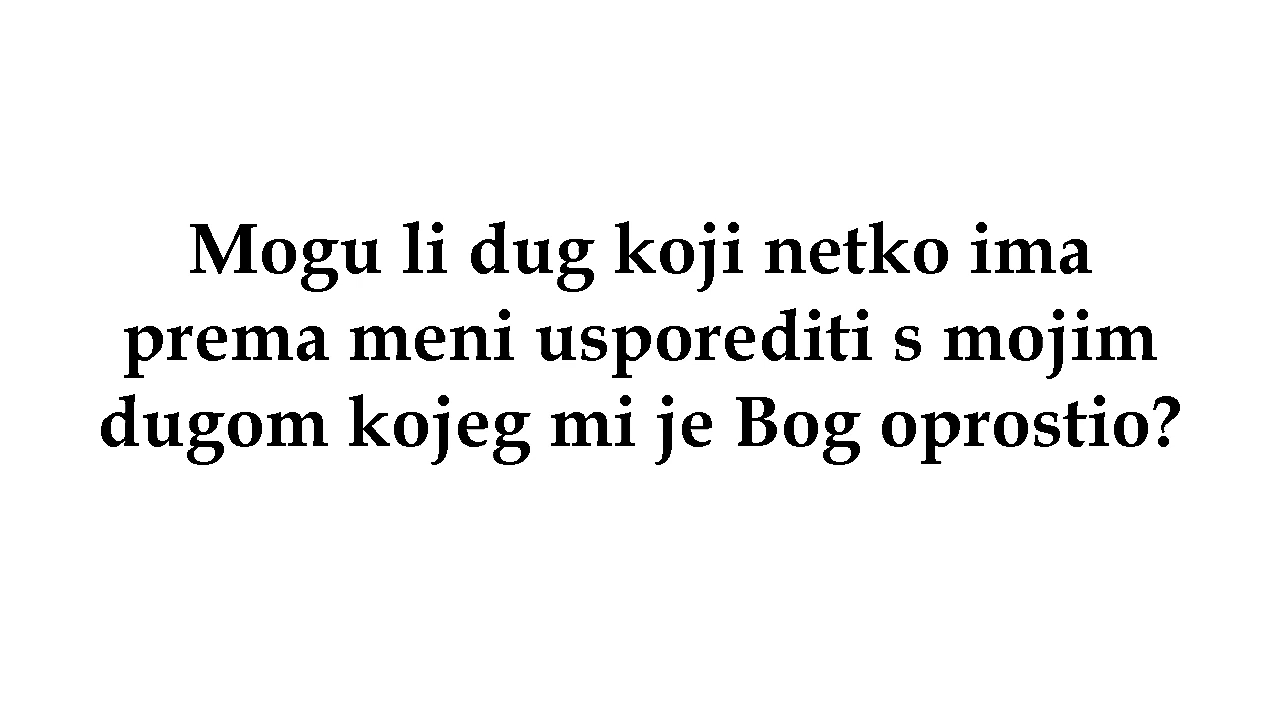 Mogu li dug koji netko ima
prema meni usporediti s mojim
dugom kojeg mi je Bog oprostio?